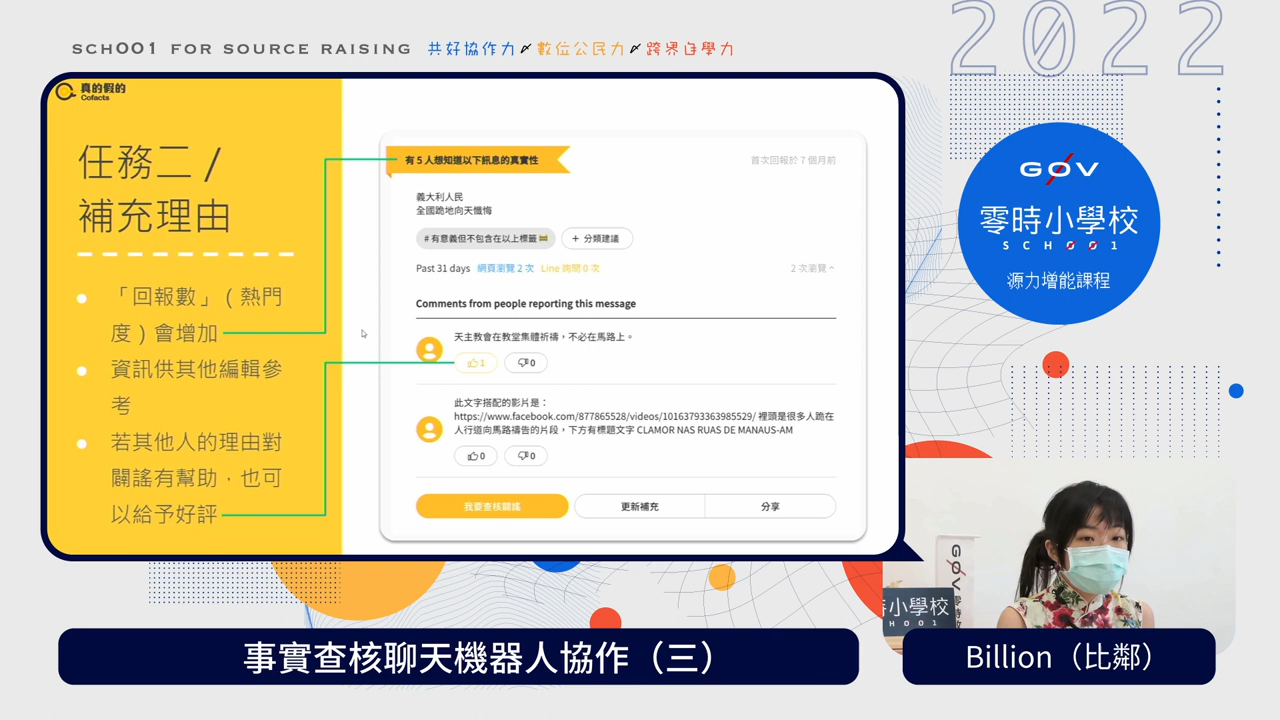 SCH001 FOR SOURCE RAISING 共好協作力 數位公民力 跨界自學力
2022
真的假的
Cofacts
任務二 /
補充理由
「回報數」( 熱門
度 ) 會增加
資訊供其他編輯參
考
若其他人的理由對
闢謠有幫助，也可
以給予好評
有 5 人想知道以下訊息的真實性
首次回報於 7 個月前
義大利人民
全國跪地向天懺悔
# 有意義但不包含在以上標籤
+ 分類建議
Past 31 days 網頁瀏覽 2 次 Line 詢問 0 次
2 次瀏覽
Comments from people reporting this message
天主教會在教堂集體祈禱，不必在馬路上。
1
0
此文字搭配的影片是：
https://www.facebook.com/877865528/videos/10163793363985529/ 裡頭是很多人跪在
人行道向馬路禱告的片段，下方有標題文字 CLAMOR NAS RUAS DE MANAUS-AM
0
0
我要查核闢謠
更新補充
分享
G0V
零時小學校
SCH001
源力增能課程
G0V
小學校
H001
事實查核聊天機器人協作（三）
Billion（比鄰）